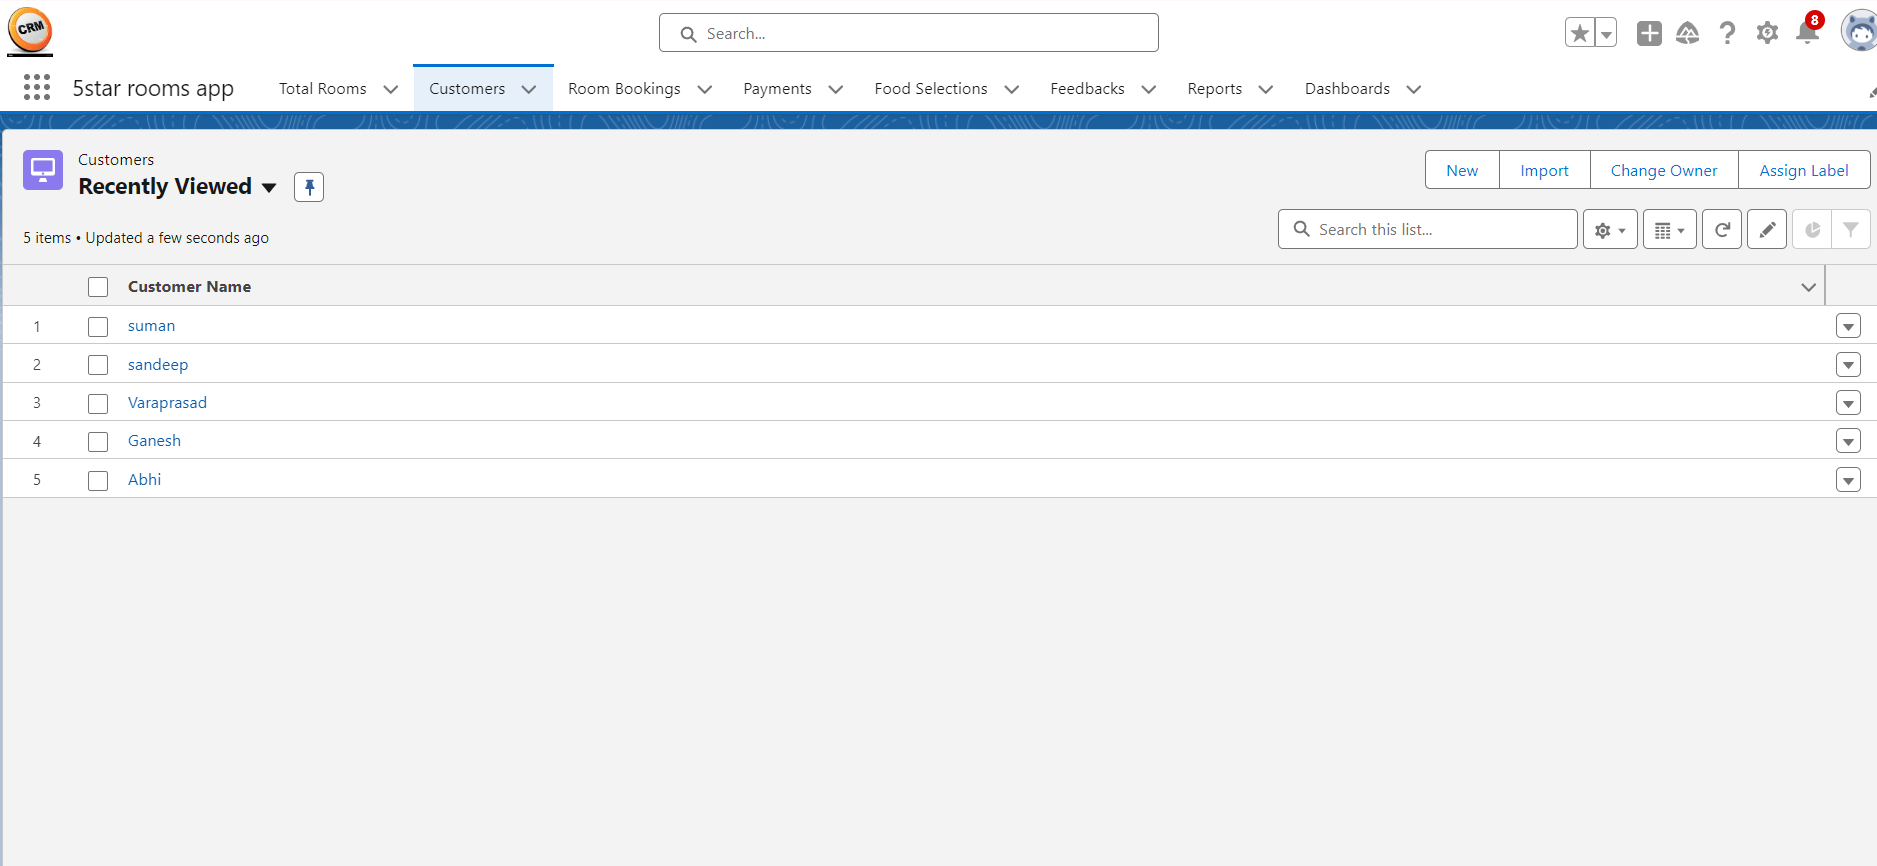 CRM
Search...
8
5star rooms app
Total Rooms
Customers
Room Bookings
Payments
Food Selections
Feedbacks
Reports
Dashboards
Customers
Recently Viewed
New
Import
Change Owner
Assign Label
5 items • Updated a few seconds ago
Search this list...
Customer Name
1 suman
2 sandeep
3 Varaprasad
4 Ganesh
5 Abhi